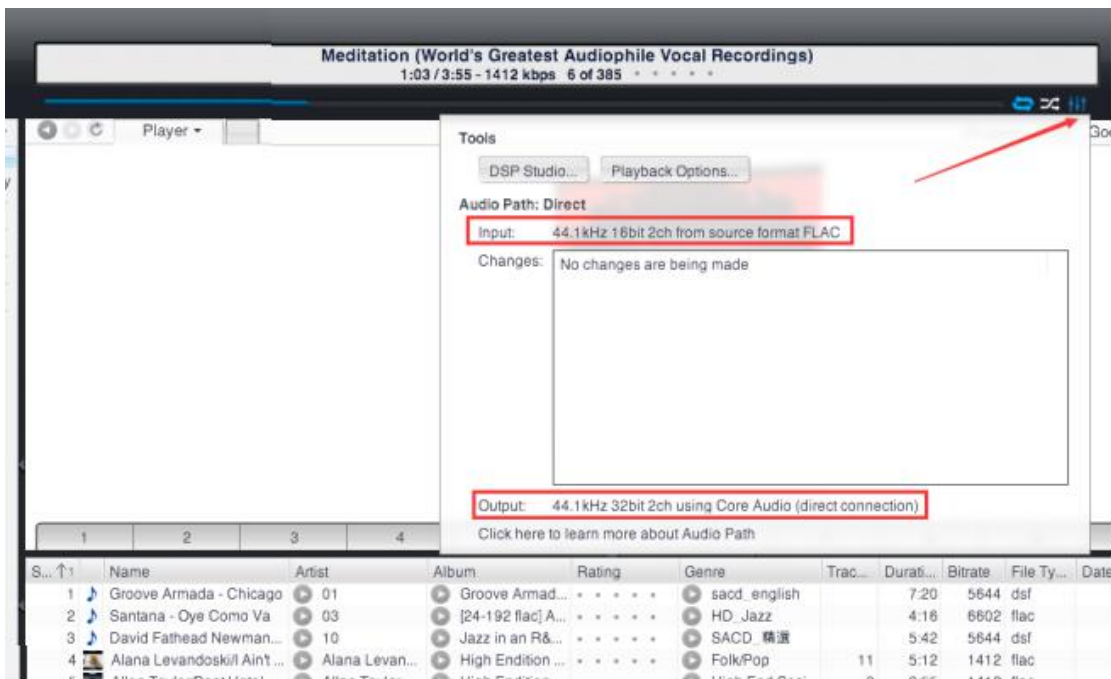 Meditation (World's Greatest Audiophile Vocal Recordings)
1:03 / 3:55 - 1412 kbps 6 of 385
Player
Goo
Tools
DSP Studio... Playback Options...
Audio Path: Direct
Input: 44.1kHz 16bit 2ch from source format FLAC
Changes: No changes are being made
Output: 44.1kHz 32bit 2ch using Core Audio (direct connection)
Click here to learn more about Audio Path
1 2 3 4
S... ↑1 Name Artist Album Rating Genre Trac... Durati... Bitrate File Ty... Date
1 Groove Armada - Chicago 01 Groove Armad... sacd_english 7:20 5644 dsf
2 Santana - Oye Como Va 03 [24-192 flac] A... HD_Jazz 4:16 6602 flac
3 David Fathead Newman... 10 Jazz in an R&... SACD_精選 5:42 5644 dsf
4 Alana Levandoski/I Ain't ... Alana Levan... High Endition ... Folk/Pop 11 5:12 1412 flac